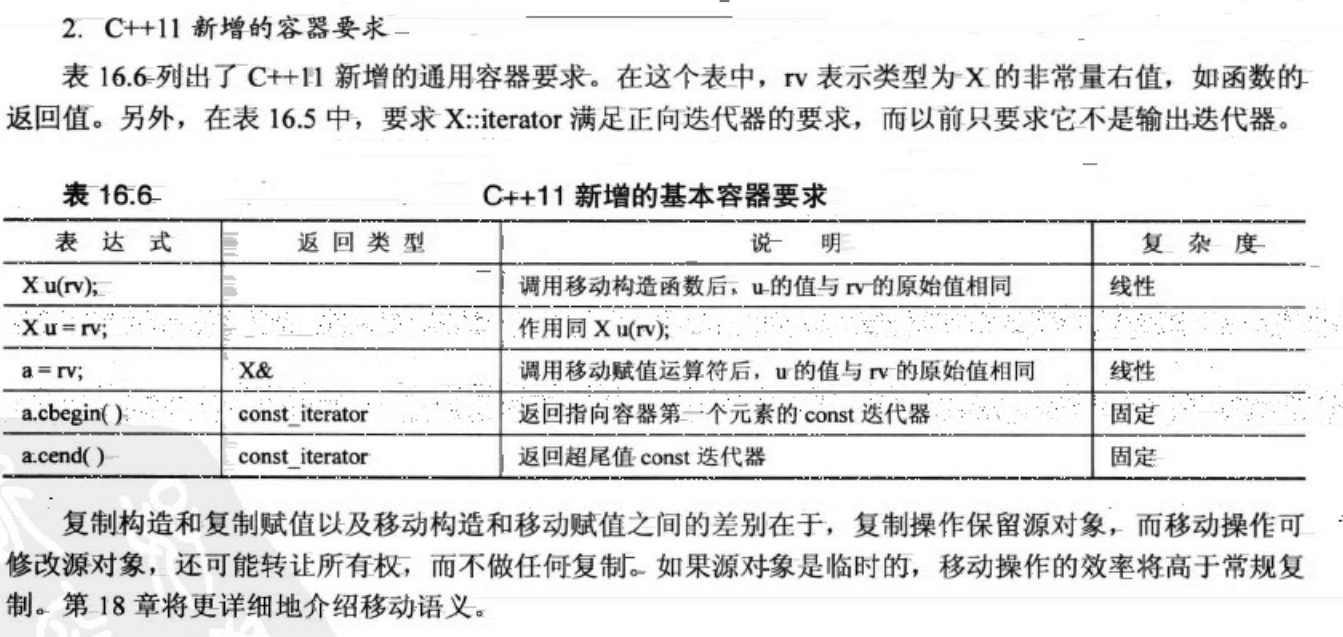 2. C++11 新增的容器要求
表 16.6 列出了 C++11 新增的通用容器要求。在这个表中，rv 表示类型为 X 的非常量右值，如函数的
返回值。另外，在表 16.5 中，要求 X::iterator 满足正向迭代器的要求，而以前只要求它不是输出迭代器。
表 16.6 C++11 新增的基本容器要求
表 达 式 返 回 类 型 说 明 复 杂 度
X u(rv); 调用移动构造函数后，u 的值与 rv 的原始值相同 线性
X u = rv; 作用同 X u(rv);
a = rv; X& 调用移动赋值运算符后，u 的值与 rv 的原始值相同 线性
a.cbegin( ) const_iterator 返回指向容器第一个元素的 const 迭代器 固定
a.cend( ) const_iterator 返回超尾值 const 迭代器 固定
复制构造和复制赋值以及移动构造和移动赋值之间的差别在于，复制操作保留源对象，而移动操作可
修改源对象，还可能转让所有权，而不做任何复制。如果源对象是临时的，移动操作的效率将高于常规复
制。第 18 章将更详细地介绍移动语义。